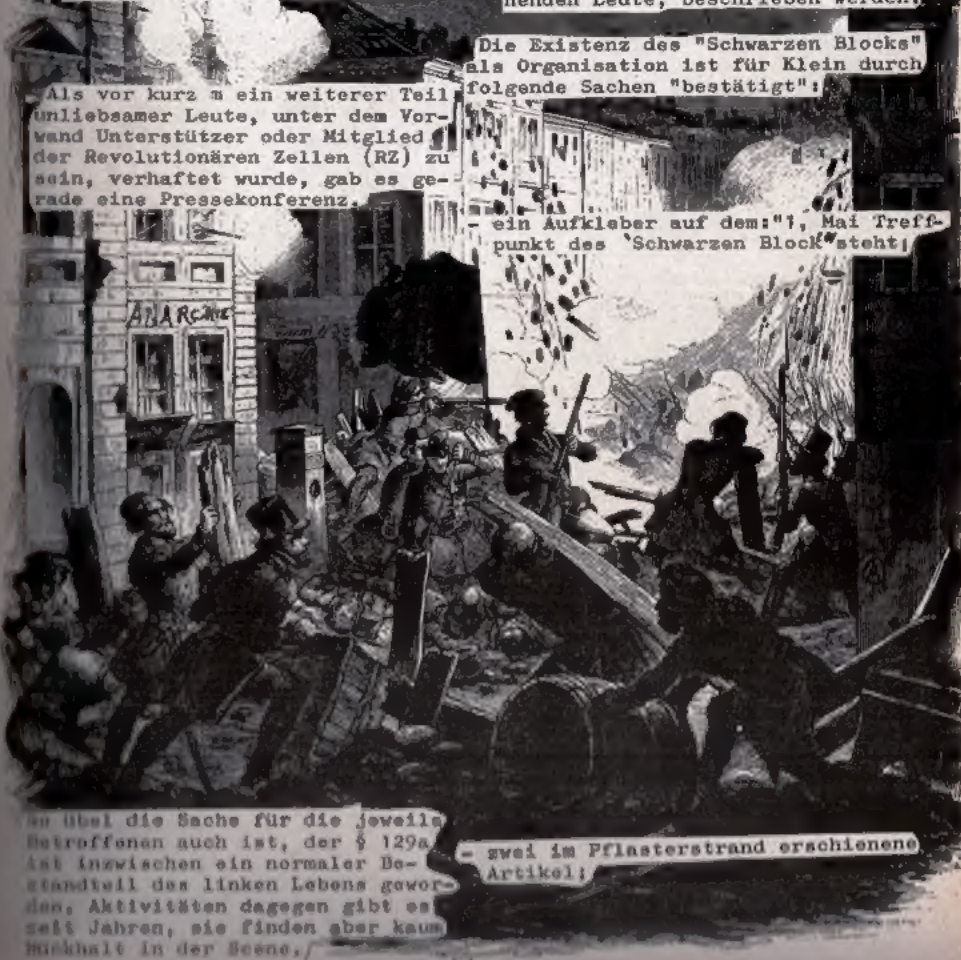 nenden Leute, beschrieben werden.
Als vor kurz m ein weiterer Teil
unliebsamer Leute, unter dem Vor-
wand Unterstützer oder Mitglied
der Revolutionären Zellen (RZ) zu
sein, verhaftet wurde, gab es ge-
rade eine Pressekonferenz.
ANARCHIE
So übel die Sache für die jeweils
Betroffenen auch ist, der § 129a
ist inzwischen ein normaler Be-
standteil des linken Lebens gewor-
den. Aktivitäten dagegen gibt es
seit Jahren, sie finden aber kaum
Rückhalt in der Scene./
Die Existenz des "Schwarzen Blocks"
als Organisation ist für Klein durch
folgende Sachen "bestätigt":
ein Aufkleber auf dem:"1, Mai Treff-
punkt des 'Schwarzen Block" steht;
- zwei im Pflasterstrand erschienene
Artikel;